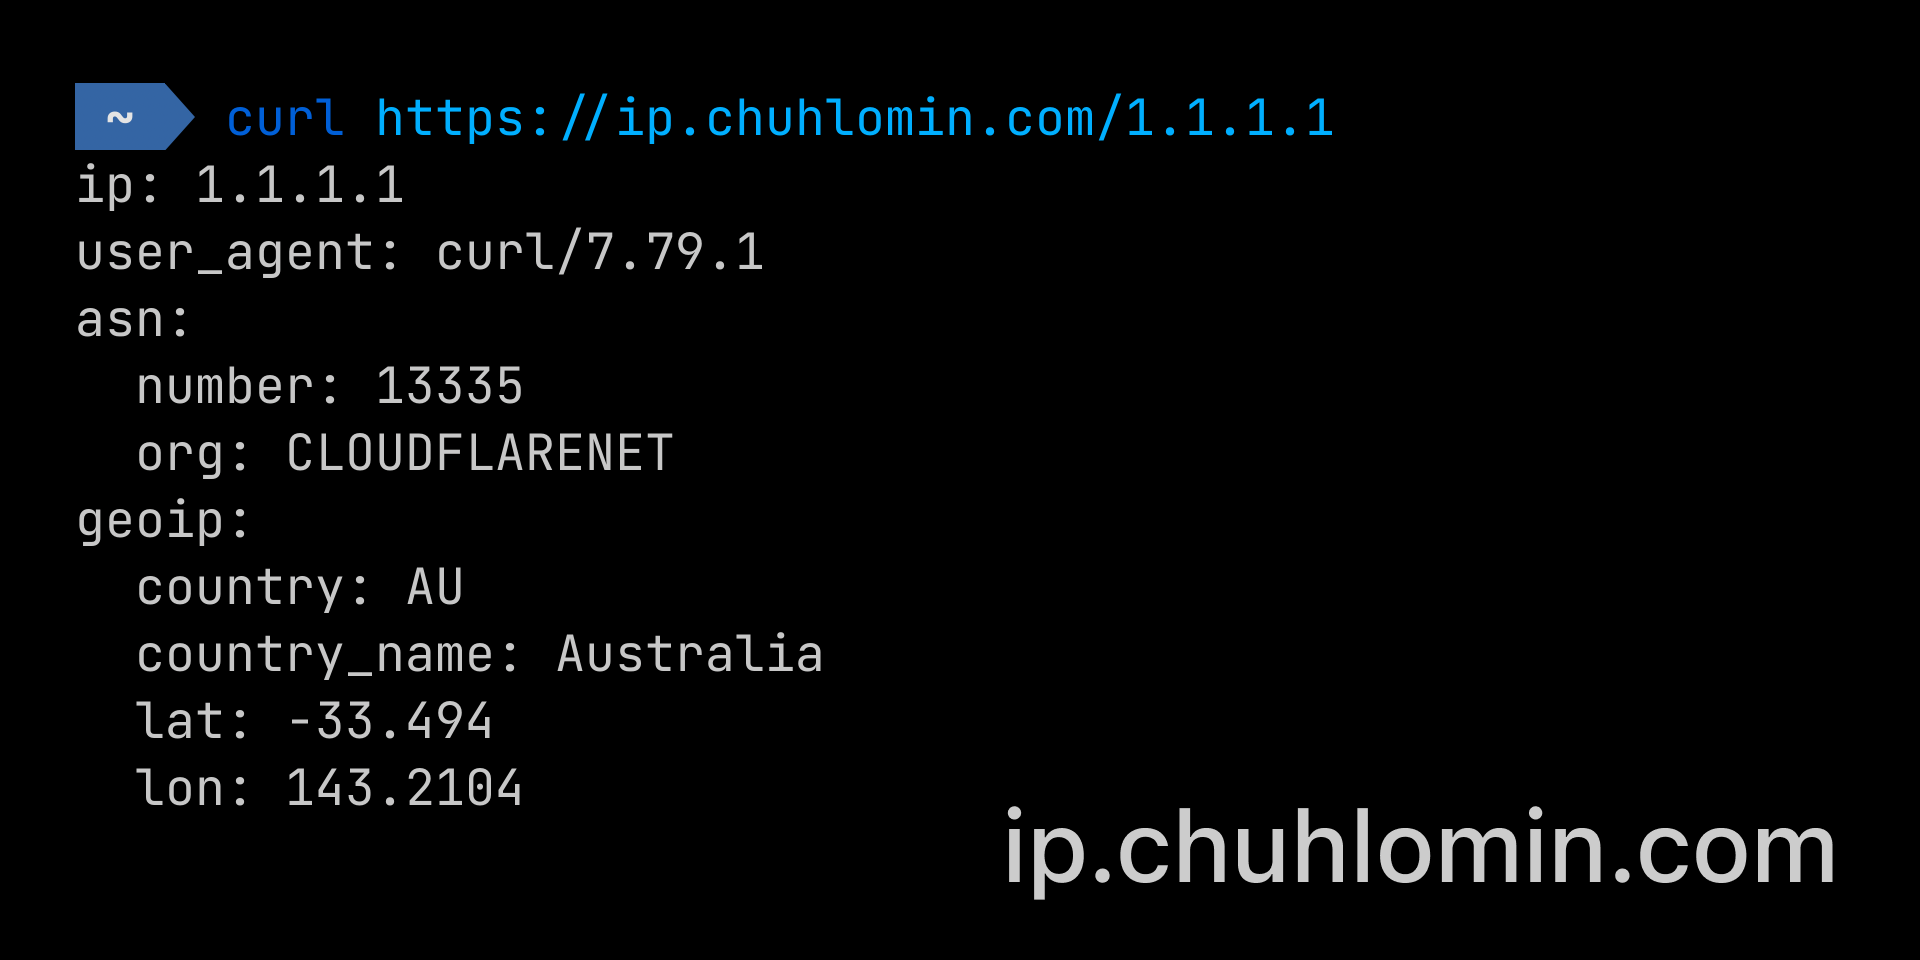 ~ curl https://ip.chuhlomin.com/1.1.1.1
ip: 1.1.1.1
user_agent: curl/7.79.1
asn:
  number: 13335
  org: CLOUDFLARENET
geoip:
  country: AU
  country_name: Australia
  lat: -33.494
  lon: 143.2104
ip.chuhlomin.com